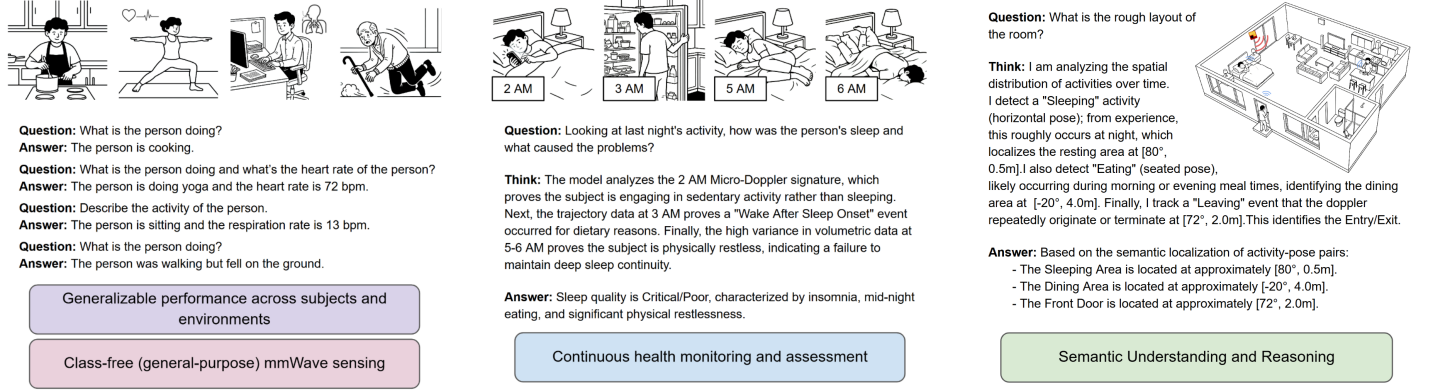 Question: What is the person doing?
Answer: The person is cooking.
Question: What is the person doing and what's the heart rate of the person?
Answer: The person is doing yoga and the heart rate is 72 bpm.
Question: Describe the activity of the person.
Answer: The person is sitting and the respiration rate is 13 bpm.
Question: What is the person doing?
Answer: The person was walking but fell on the ground.
Generalizable performance across subjects and
environments
Class-free (general-purpose) mmWave sensing
2 AM
3 AM
5 AM
6 AM
Question: Looking at last night's activity, how was the person's sleep and
what caused the problems?
Think: The model analyzes the 2 AM Micro-Doppler signature, which
proves the subject is engaging in sedentary activity rather than sleeping.
Next, the trajectory data at 3 AM proves a "Wake After Sleep Onset" event
occurred for dietary reasons. Finally, the high variance in volumetric data at
5-6 AM proves the subject is physically restless, indicating a failure to
maintain deep sleep continuity.
Answer: Sleep quality is Critical/Poor, characterized by insomnia, mid-night
eating, and significant physical restlessness.
Continuous health monitoring and assessment
Question: What is the rough layout of
the room?
Think: I am analyzing the spatial
distribution of activities over time.
I detect a "Sleeping" activity
(horizontal pose); from experience,
this roughly occurs at night, which
localizes the resting area at [80°,
0.5m].I also detect "Eating" (seated pose),
likely occurring during morning or evening meal times, identifying the dining
area at [-20°, 4.0m]. Finally, I track a "Leaving" event that the doppler
repeatedly originate or terminate at [72°, 2.0m].This identifies the Entry/Exit.
Answer: Based on the semantic localization of activity-pose pairs:
- The Sleeping Area is located at approximately [80°, 0.5m].
- The Dining Area is located at approximately [-20°, 4.0m].
- The Front Door is located at approximately [72°, 2.0m].
Semantic Understanding and Reasoning